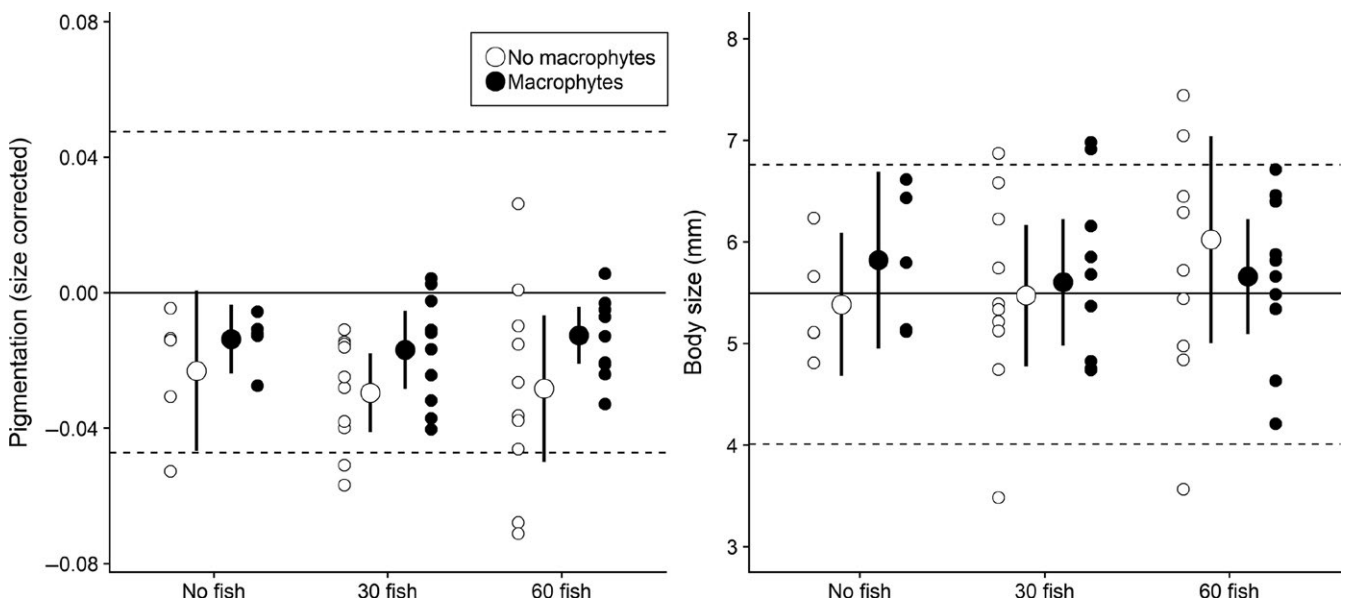 0.08
0.04
0.00
–0.04
–0.08
Pigmentation (size corrected)
No macrophytes
Macrophytes
No fish
30 fish
60 fish
8
7
6
5
4
3
Body size (mm)
No fish
30 fish
60 fish